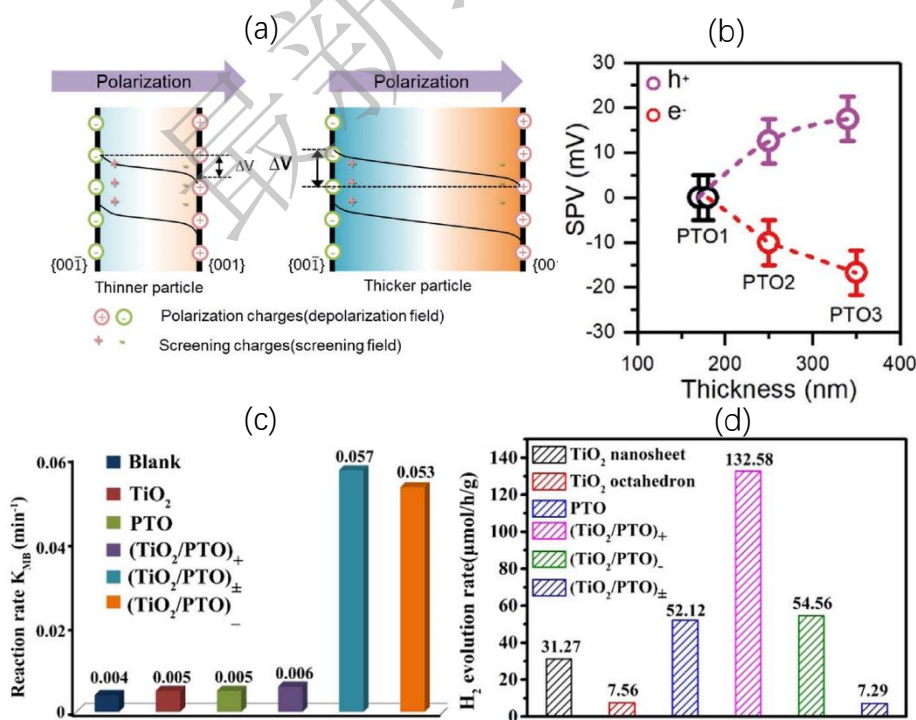 (a)
Polarization
Polarization
ΔV
ΔV
{001̄}
{001}
{001̄}
{00
Thinner particle
Thicker particle
Polarization charges(depolarization field)
Screening charges(screening field)
(b)
SPV (mV)
30
20
10
0
-10
-20
-30
h⁺
e⁻
PTO1
PTO2
PTO3
100
200
300
400
Thickness (nm)
(c)
Reaction rate K_MB (min⁻¹)
0.06
0.04
0.02
0
Blank
TiO₂
PTO
(TiO₂/PTO)₊
(TiO₂/PTO)±
(TiO₂/PTO)₋
0.004
0.005
0.005
0.006
0.057
0.053
(d)
H₂ evolution rate(μmol/h/g)
140
120
100
80
60
40
20
0
TiO₂ nanosheet
TiO₂ octahedron
PTO
(TiO₂/PTO)₊
(TiO₂/PTO)₋
(TiO₂/PTO)±
31.27
7.56
52.12
132.58
54.56
7.29
最新